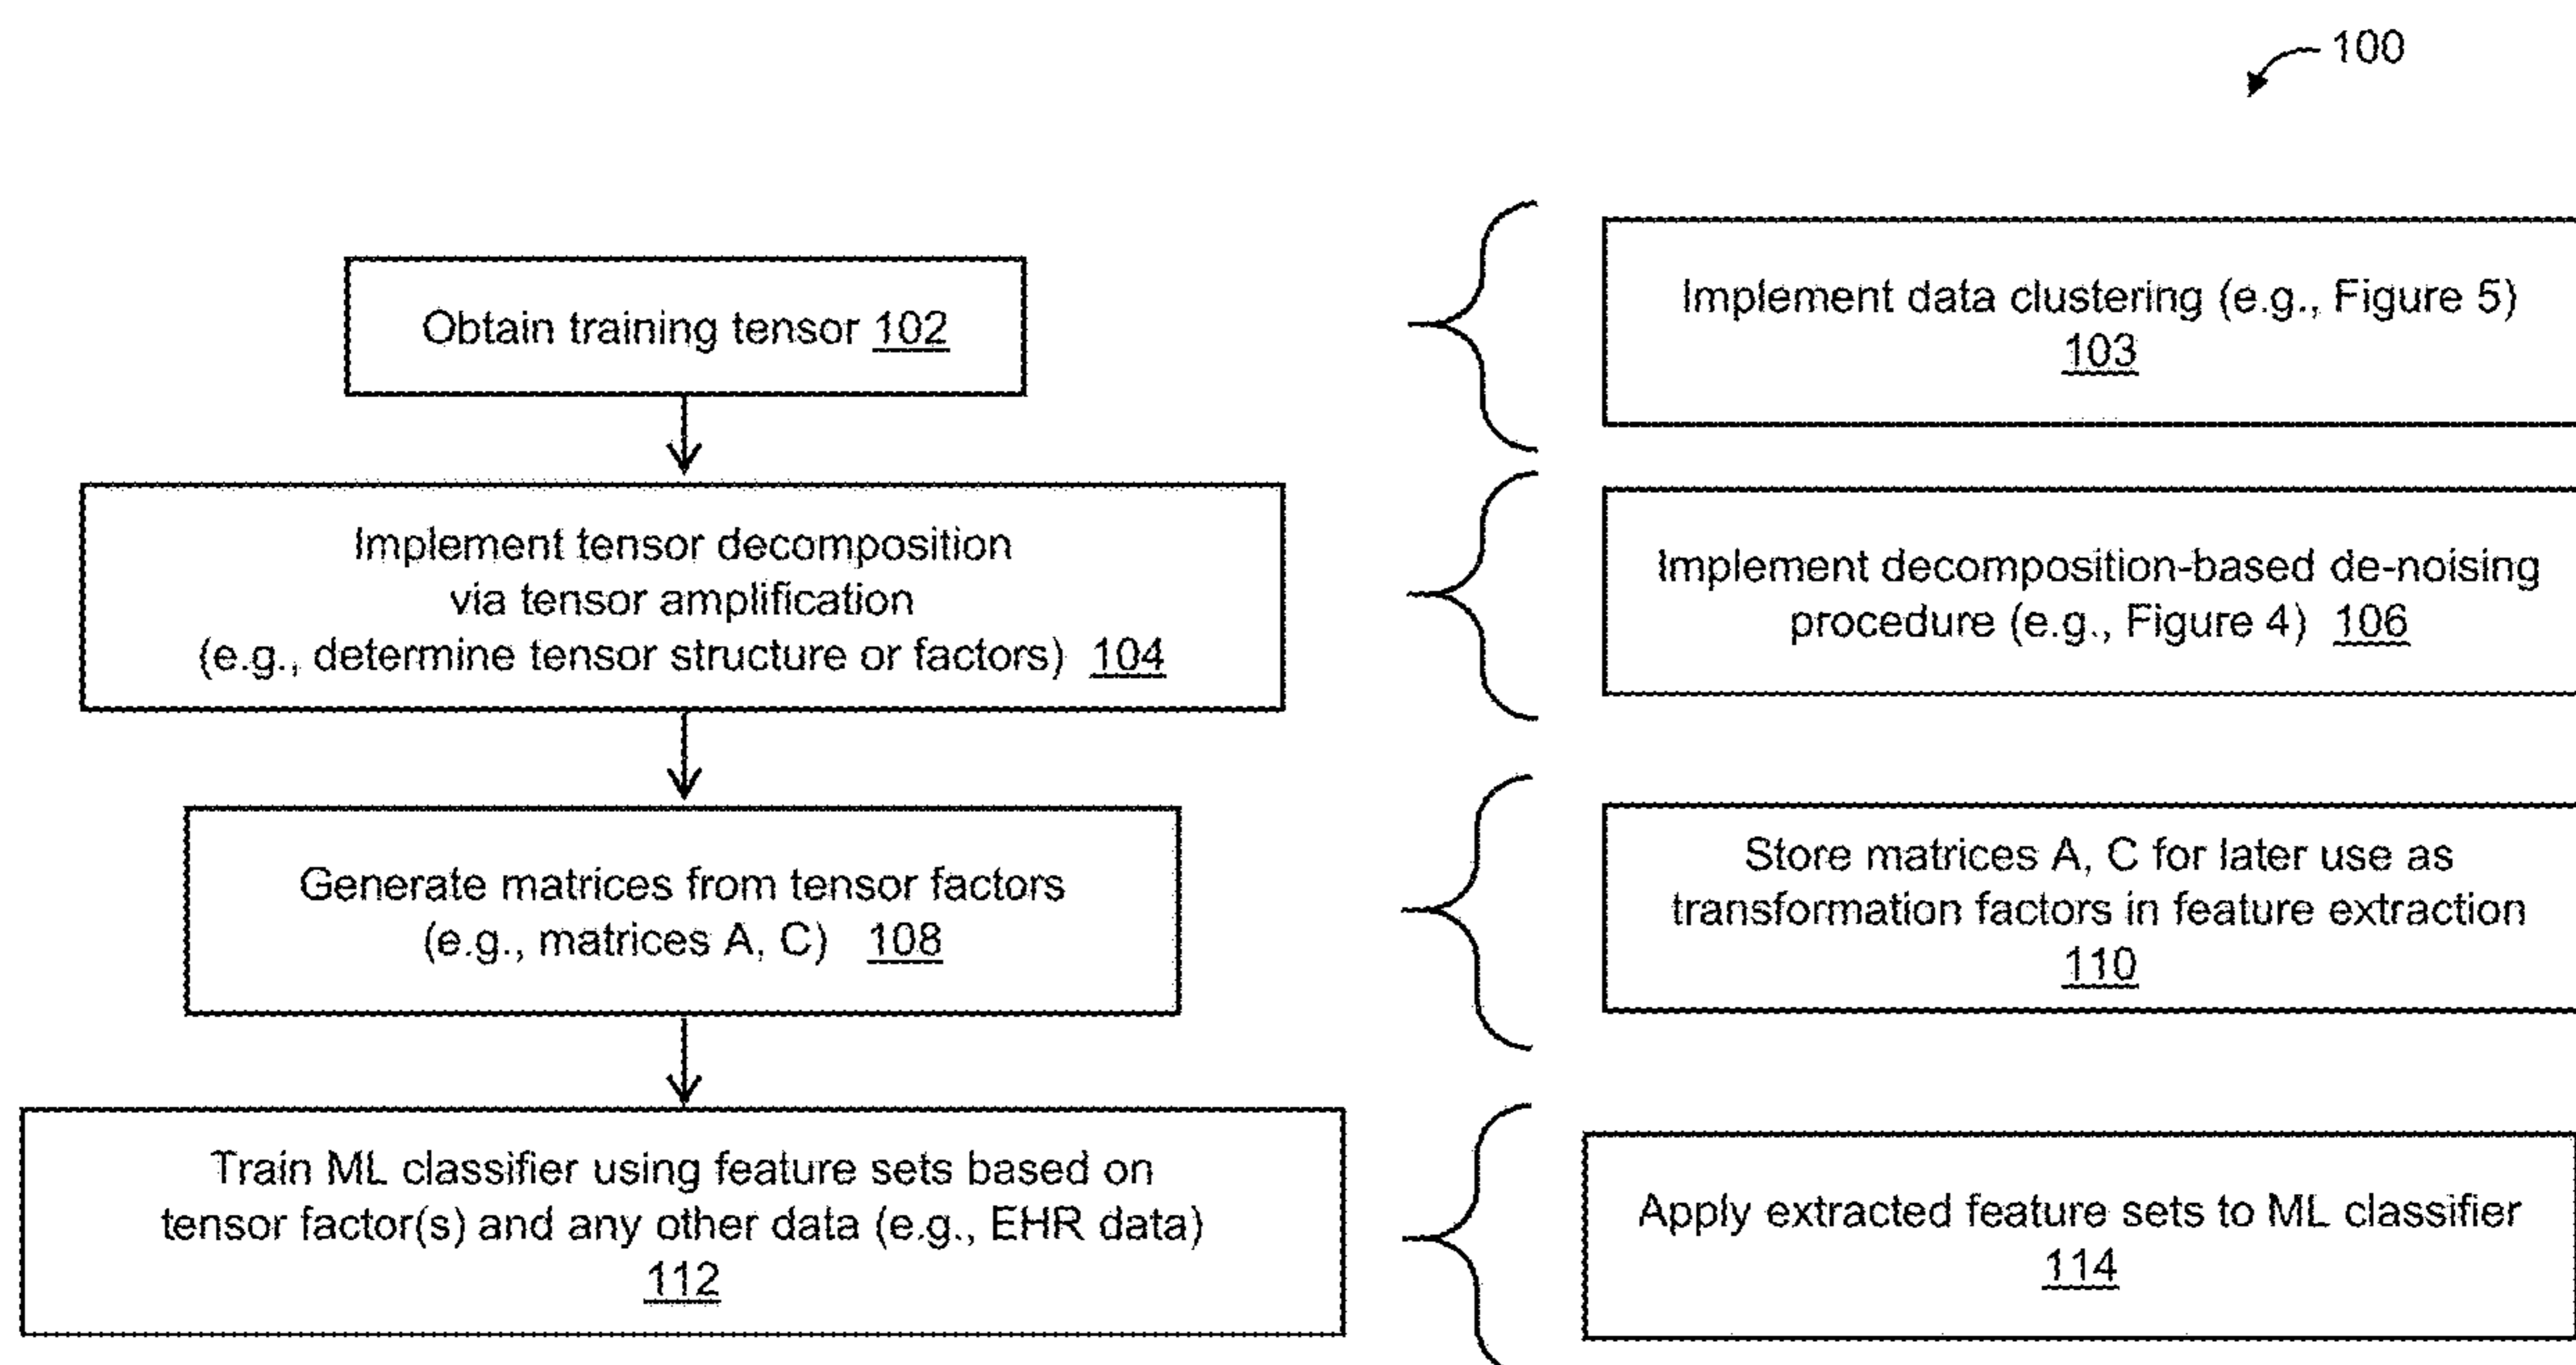 100
Obtain training tensor 102
Implement data clustering (e.g., Figure 5)
103
Implement tensor decomposition
via tensor amplification
(e.g., determine tensor structure or factors) 104
Implement decomposition-based de-noising
procedure (e.g., Figure 4) 106
Generate matrices from tensor factors
(e.g., matrices A, C) 108
Store matrices A, C for later use as
transformation factors in feature extraction
110
Train ML classifier using feature sets based on
tensor factor(s) and any other data (e.g., EHR data)
112
Apply extracted feature sets to ML classifier
114